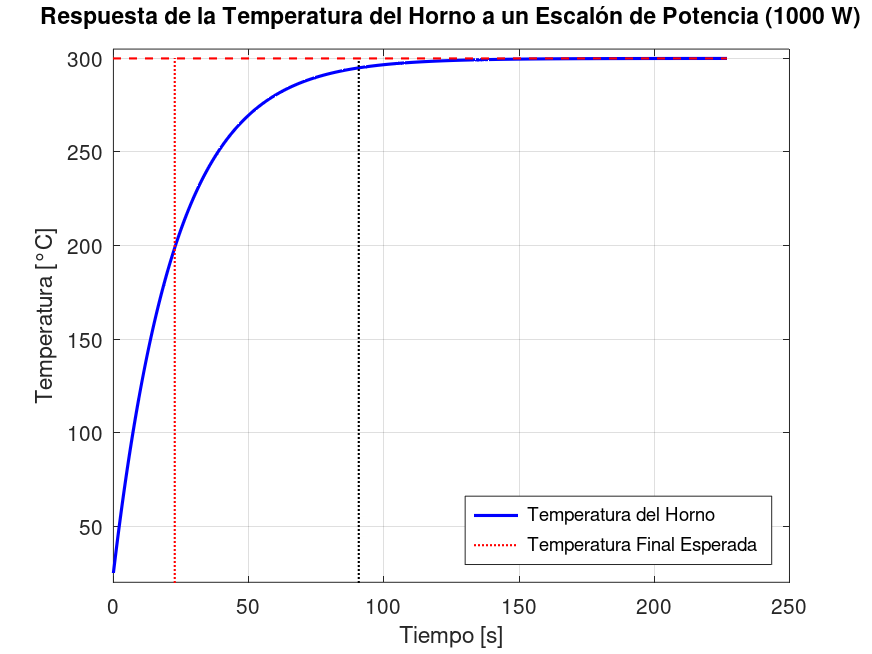 Respuesta de la Temperatura del Horno a un Escalón de Potencia (1000 W)
300
250
200
150
100
50
Temperatura [°C]
Temperatura del Horno
Temperatura Final Esperada
0
50
100
150
200
250
Tiempo [s]